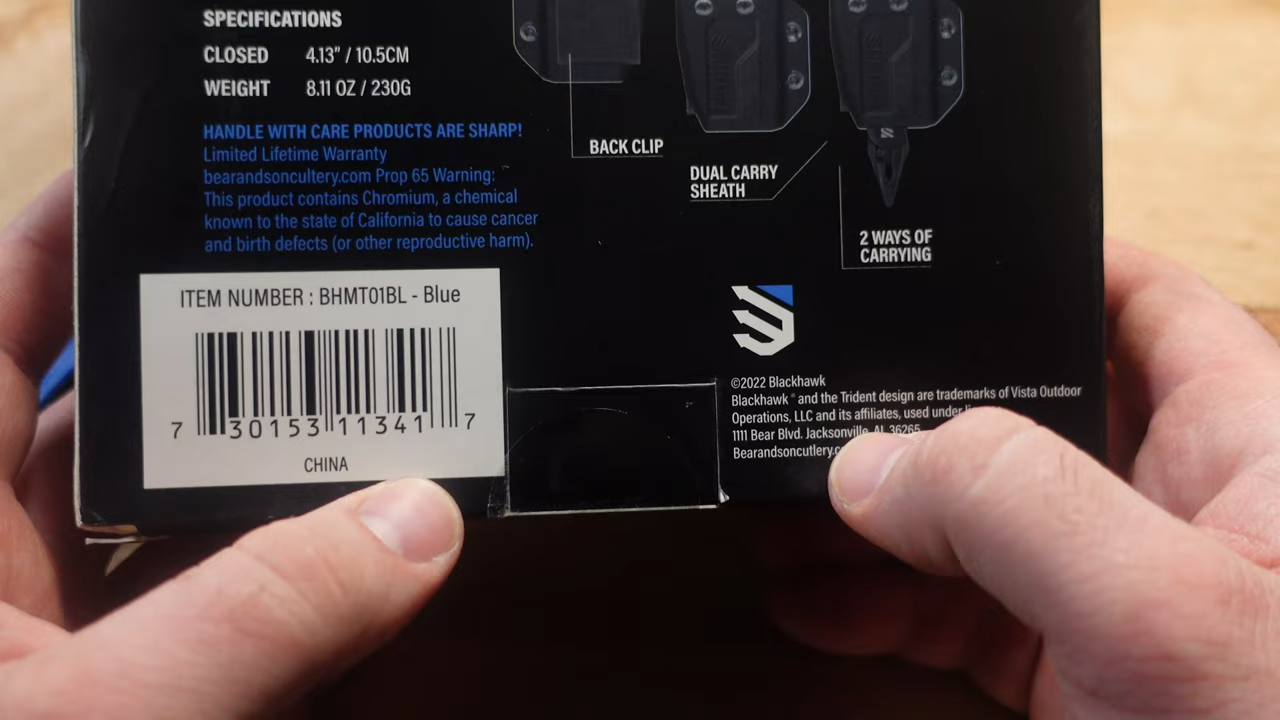 SPECIFICATIONS
CLOSED 4.13" / 10.5CM
WEIGHT 8.11 OZ / 230G
HANDLE WITH CARE PRODUCTS ARE SHARP!
Limited Lifetime Warranty
bearandsoncultery.com Prop 65 Warning:
This product contains Chromium, a chemical
known to the state of California to cause cancer
and birth defects (or other reproductive harm).
BACK CLIP
DUAL CARRY
SHEATH
2 WAYS OF
CARRYING
ITEM NUMBER : BHMT01BL - Blue
7 30153 11341 7
CHINA
©2022 Blackhawk
Blackhawk® and the Trident design are trademarks of Vista Outdoor
Operations, LLC and its affiliates, used under
1111 Bear Blvd. Jacksonville, AL 36265
Bearandsoncutlery.c